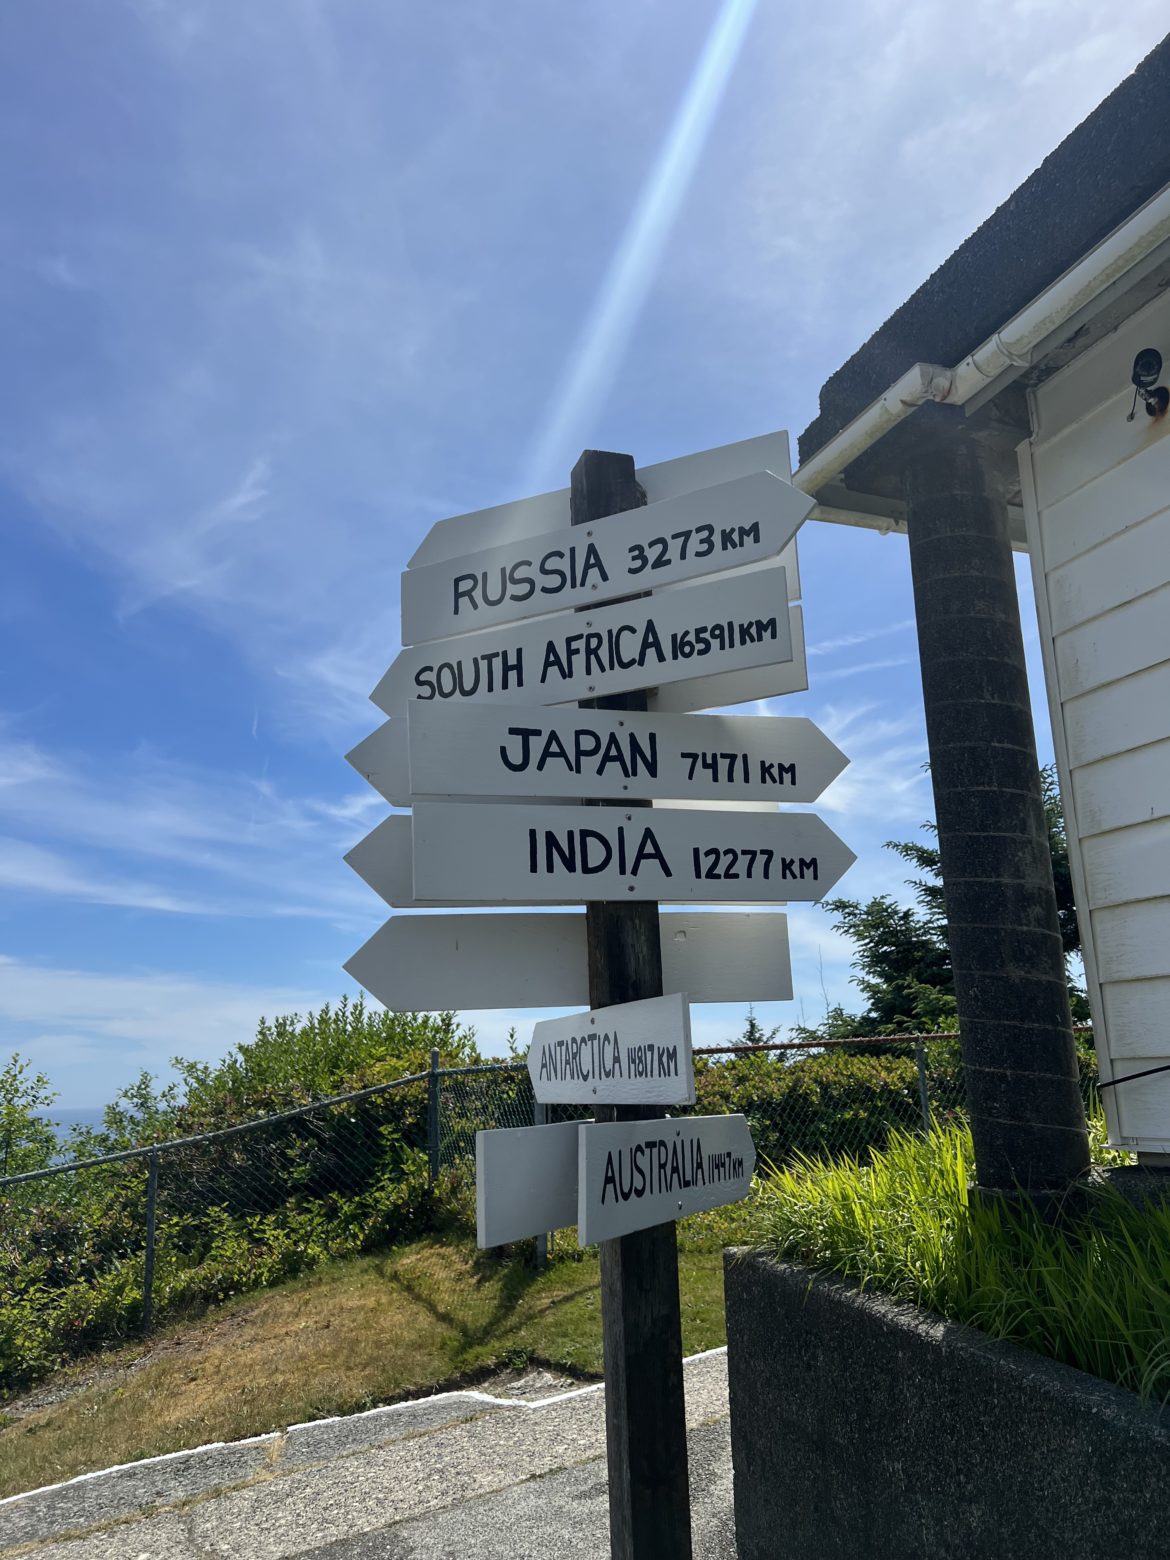 RUSSIA 3273 KM
SOUTH AFRICA 16591 KM
JAPAN 7471 KM
INDIA 12277 KM
ANTARCTICA 14817 KM
AUSTRALIA 11447 KM